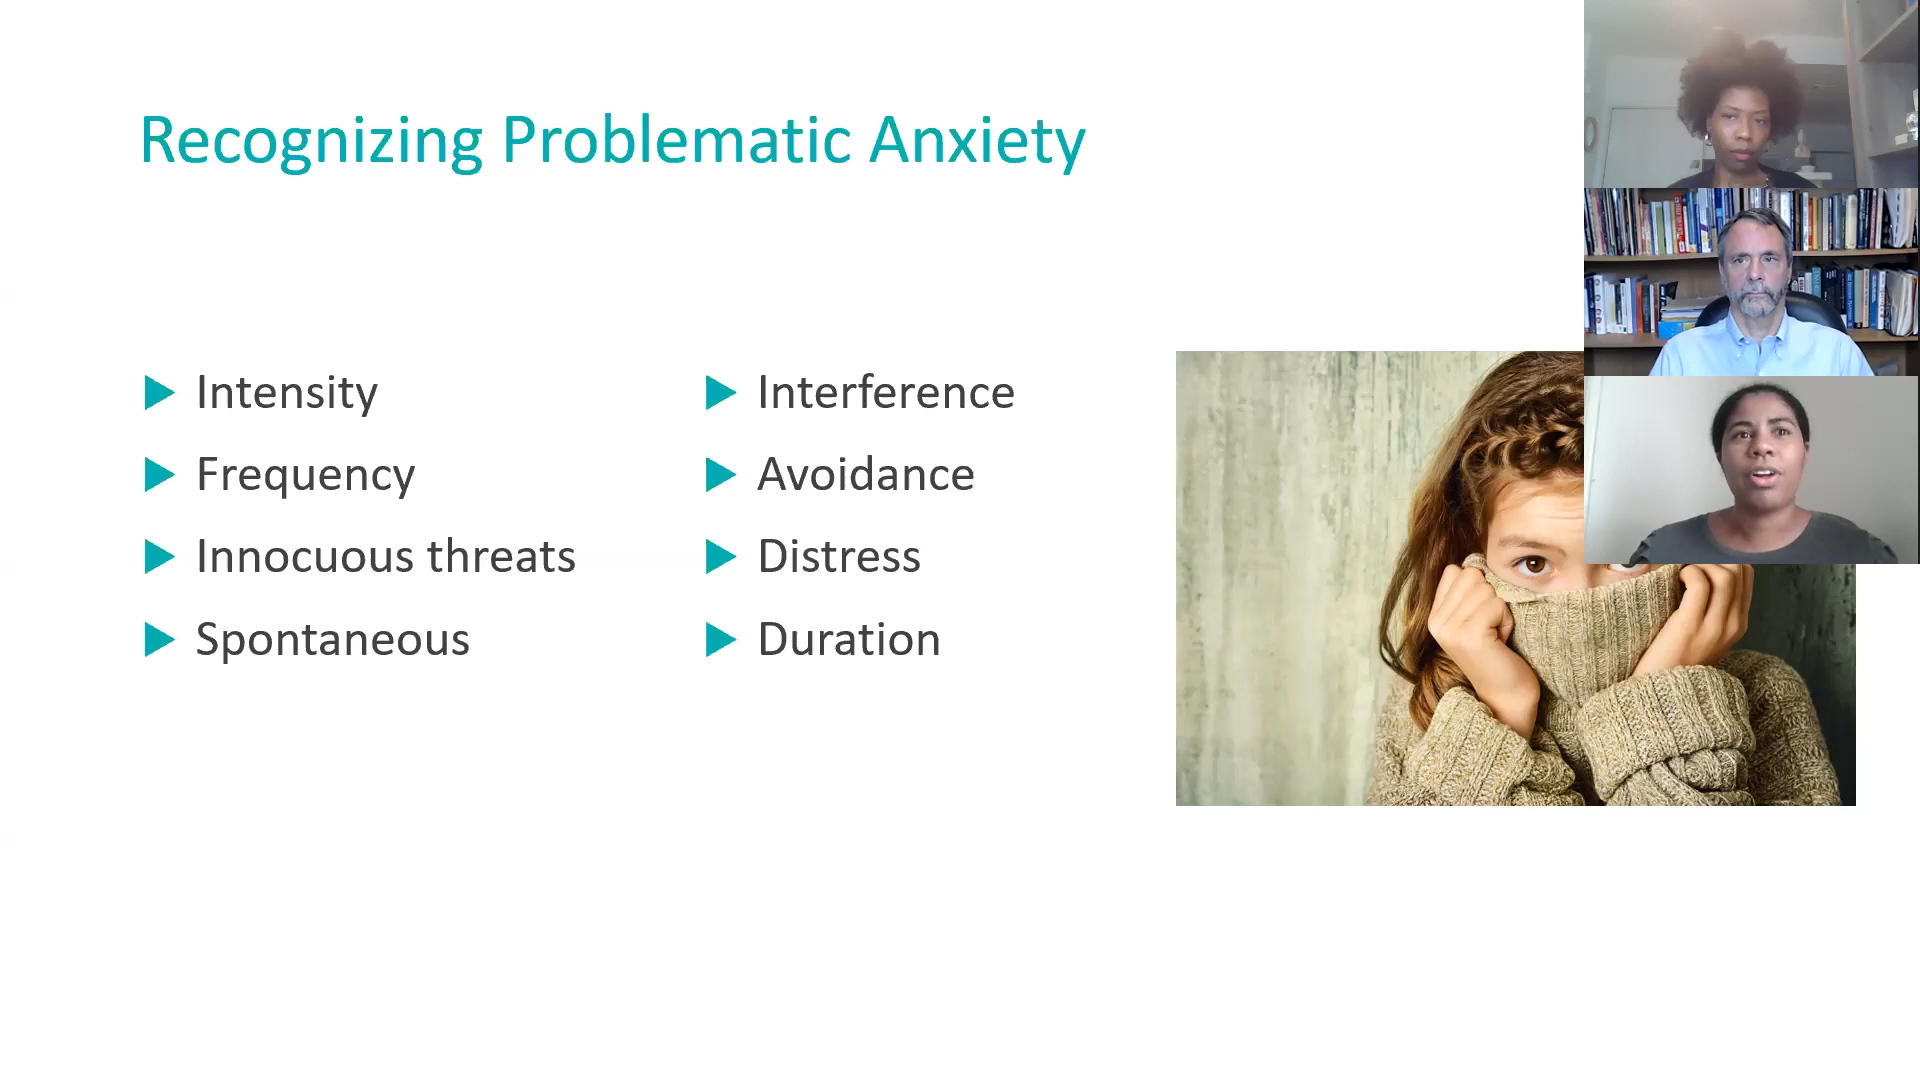 Recognizing Problematic Anxiety
Intensity
Frequency
Innocuous threats
Spontaneous
Interference
Avoidance
Distress
Duration